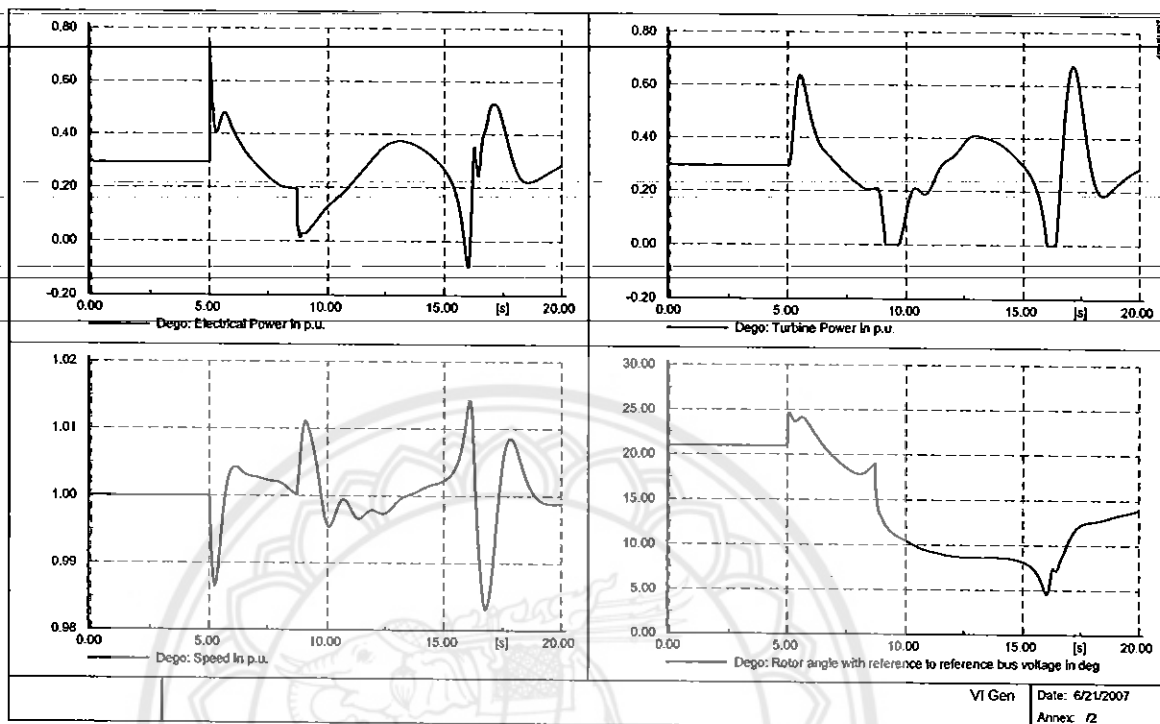 0.80
0.60
0.40
0.20
0.00
-0.20
0.00 5.00 10.00 15.00 [s] 20.00
Dego: Electrical Power in p.u.
0.80
0.60
0.40
0.20
0.00
-0.20
0.00 5.00 10.00 15.00 [s] 20.00
Dego: Turbine Power in p.u.
1.02
1.01
1.00
0.99
0.98
0.00 5.00 10.00 15.00 [s] 20.00
Dego: Speed in p.u.
30.00
25.00
20.00
15.00
10.00
5.00
0.00
0.00 5.00 10.00 15.00 [s] 20.00
Dego: Rotor angle with reference to reference bus voltage in deg
VI Gen
Date: 6/21/2007
Annex: /2